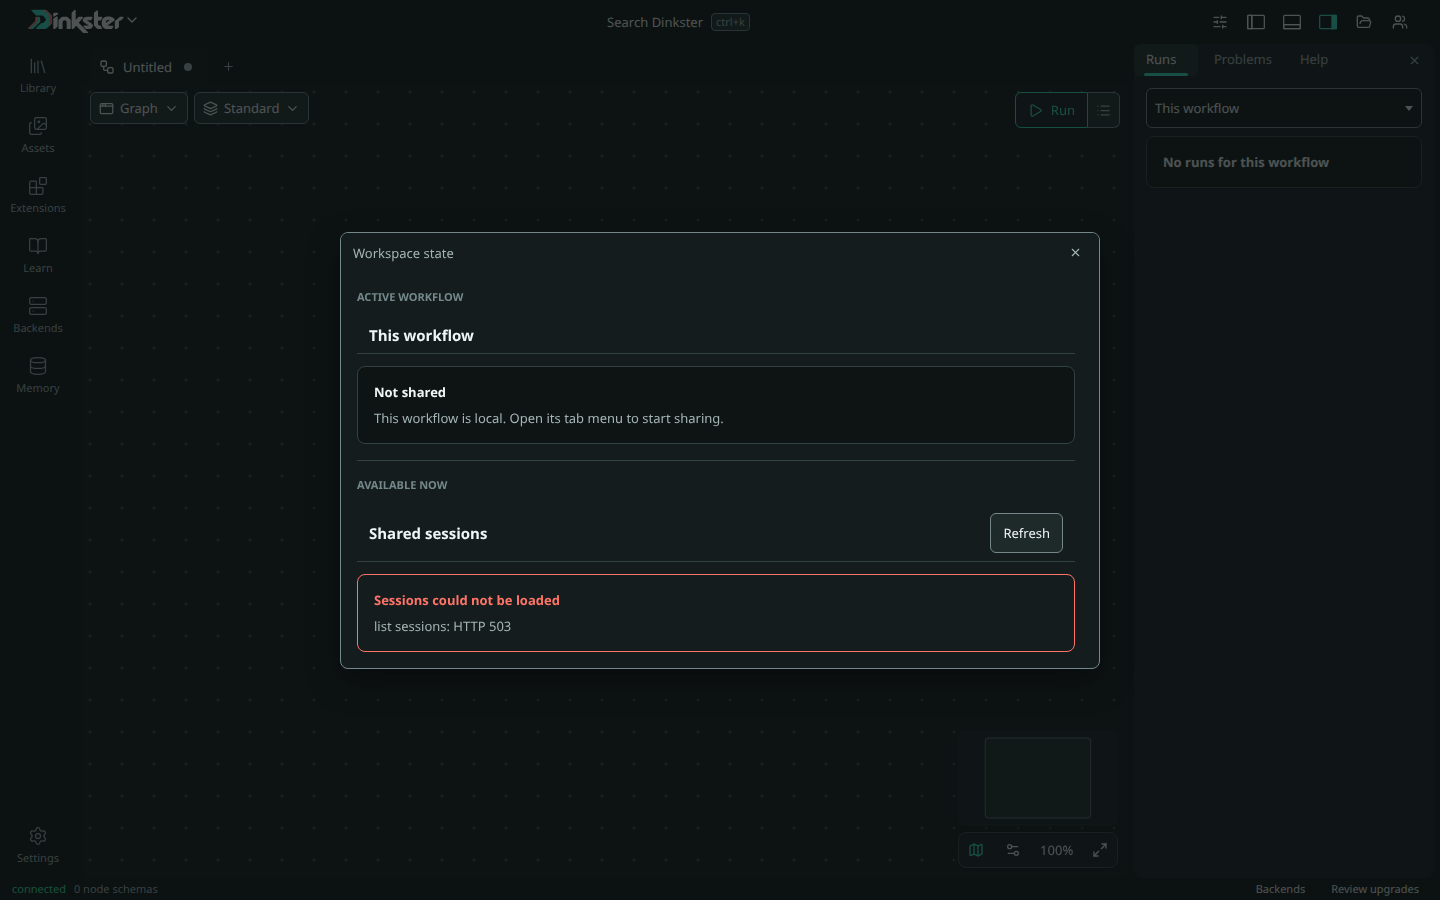 Dinkster
Search Dinkster ctrl+k
Library
Assets
Extensions
Learn
Backends
Memory
Settings
Untitled
Graph
Standard
Run
Runs Problems Help
This workflow
No runs for this workflow
Workspace state
ACTIVE WORKFLOW
This workflow
Not shared
This workflow is local. Open its tab menu to start sharing.
AVAILABLE NOW
Shared sessions
Refresh
Sessions could not be loaded
list sessions: HTTP 503
100%
connected 0 node schemas
Backends Review upgrades